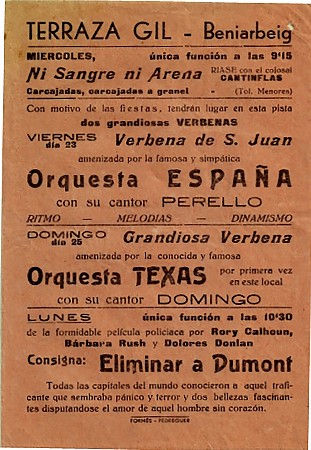 TERRAZA GIL - Beniarbeig
MIERCOLES, única función a las 9'15
Ni Sangre ni Arena RIASE con el colosal CANTINFLAS
Carcajadas, carcajadas a granel - (Tol. Menores)
Con motivo de las fiestas, tendrán lugar en esta pista
dos grandiosas VERBENAS
VIERNES día 23 Verbena de S. Juan
amenizada por la famosa y simpática
Orquesta ESPAÑA
con su cantor PERELLO
RITMO — MELODIAS — DINAMISMO
DOMINGO día 25 Grandiosa Verbena
amenizada por la conocida y famosa
Orquesta TEXAS por primera vez en este local
con su cantor DOMINGO
LUNES única función a las 10'30
de la formidable película policiaca por Rory Calhoun,
Bárbara Rush y Dolores Donlan
Consigna: Eliminar a Dumont
Todas las capitales del mundo conocieron a aquel trafi-
cante que sembraba pánico y terror y dos bellezas fascinan-
tes disputandose el amor de aquel hombre sin corazón.
FORNÉS - PEDREGUER